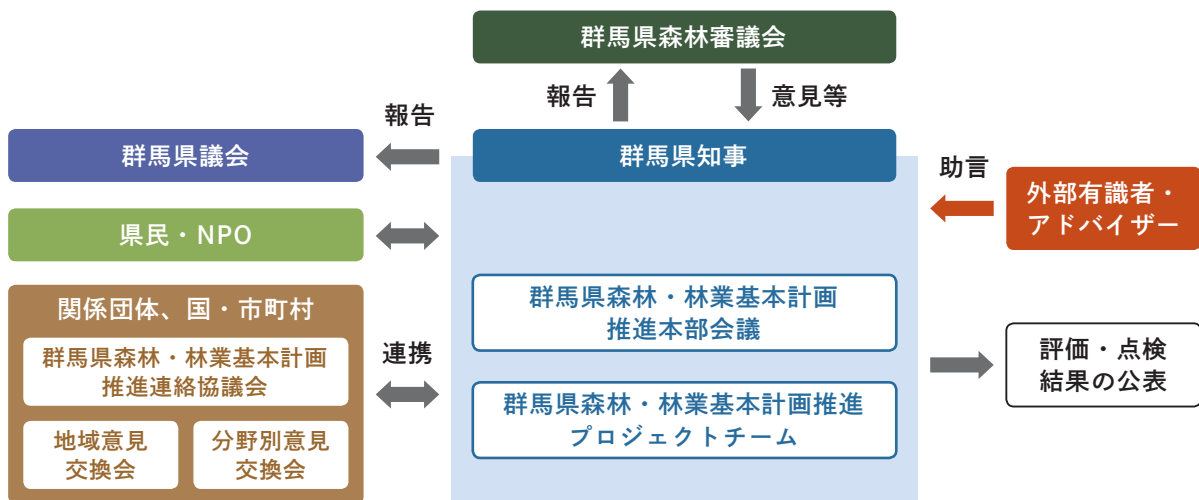 群馬県森林審議会
報告
意見等
報告
群馬県議会
群馬県知事
助言
外部有識者・
アドバイザー
県民・NPO
関係団体、国・市町村
群馬県森林・林業基本計画
推進連絡協議会
地域意見
交換会
分野別意見
交換会
連携
群馬県森林・林業基本計画
推進本部会議
群馬県森林・林業基本計画推進
プロジェクトチーム
評価・点検
結果の公表